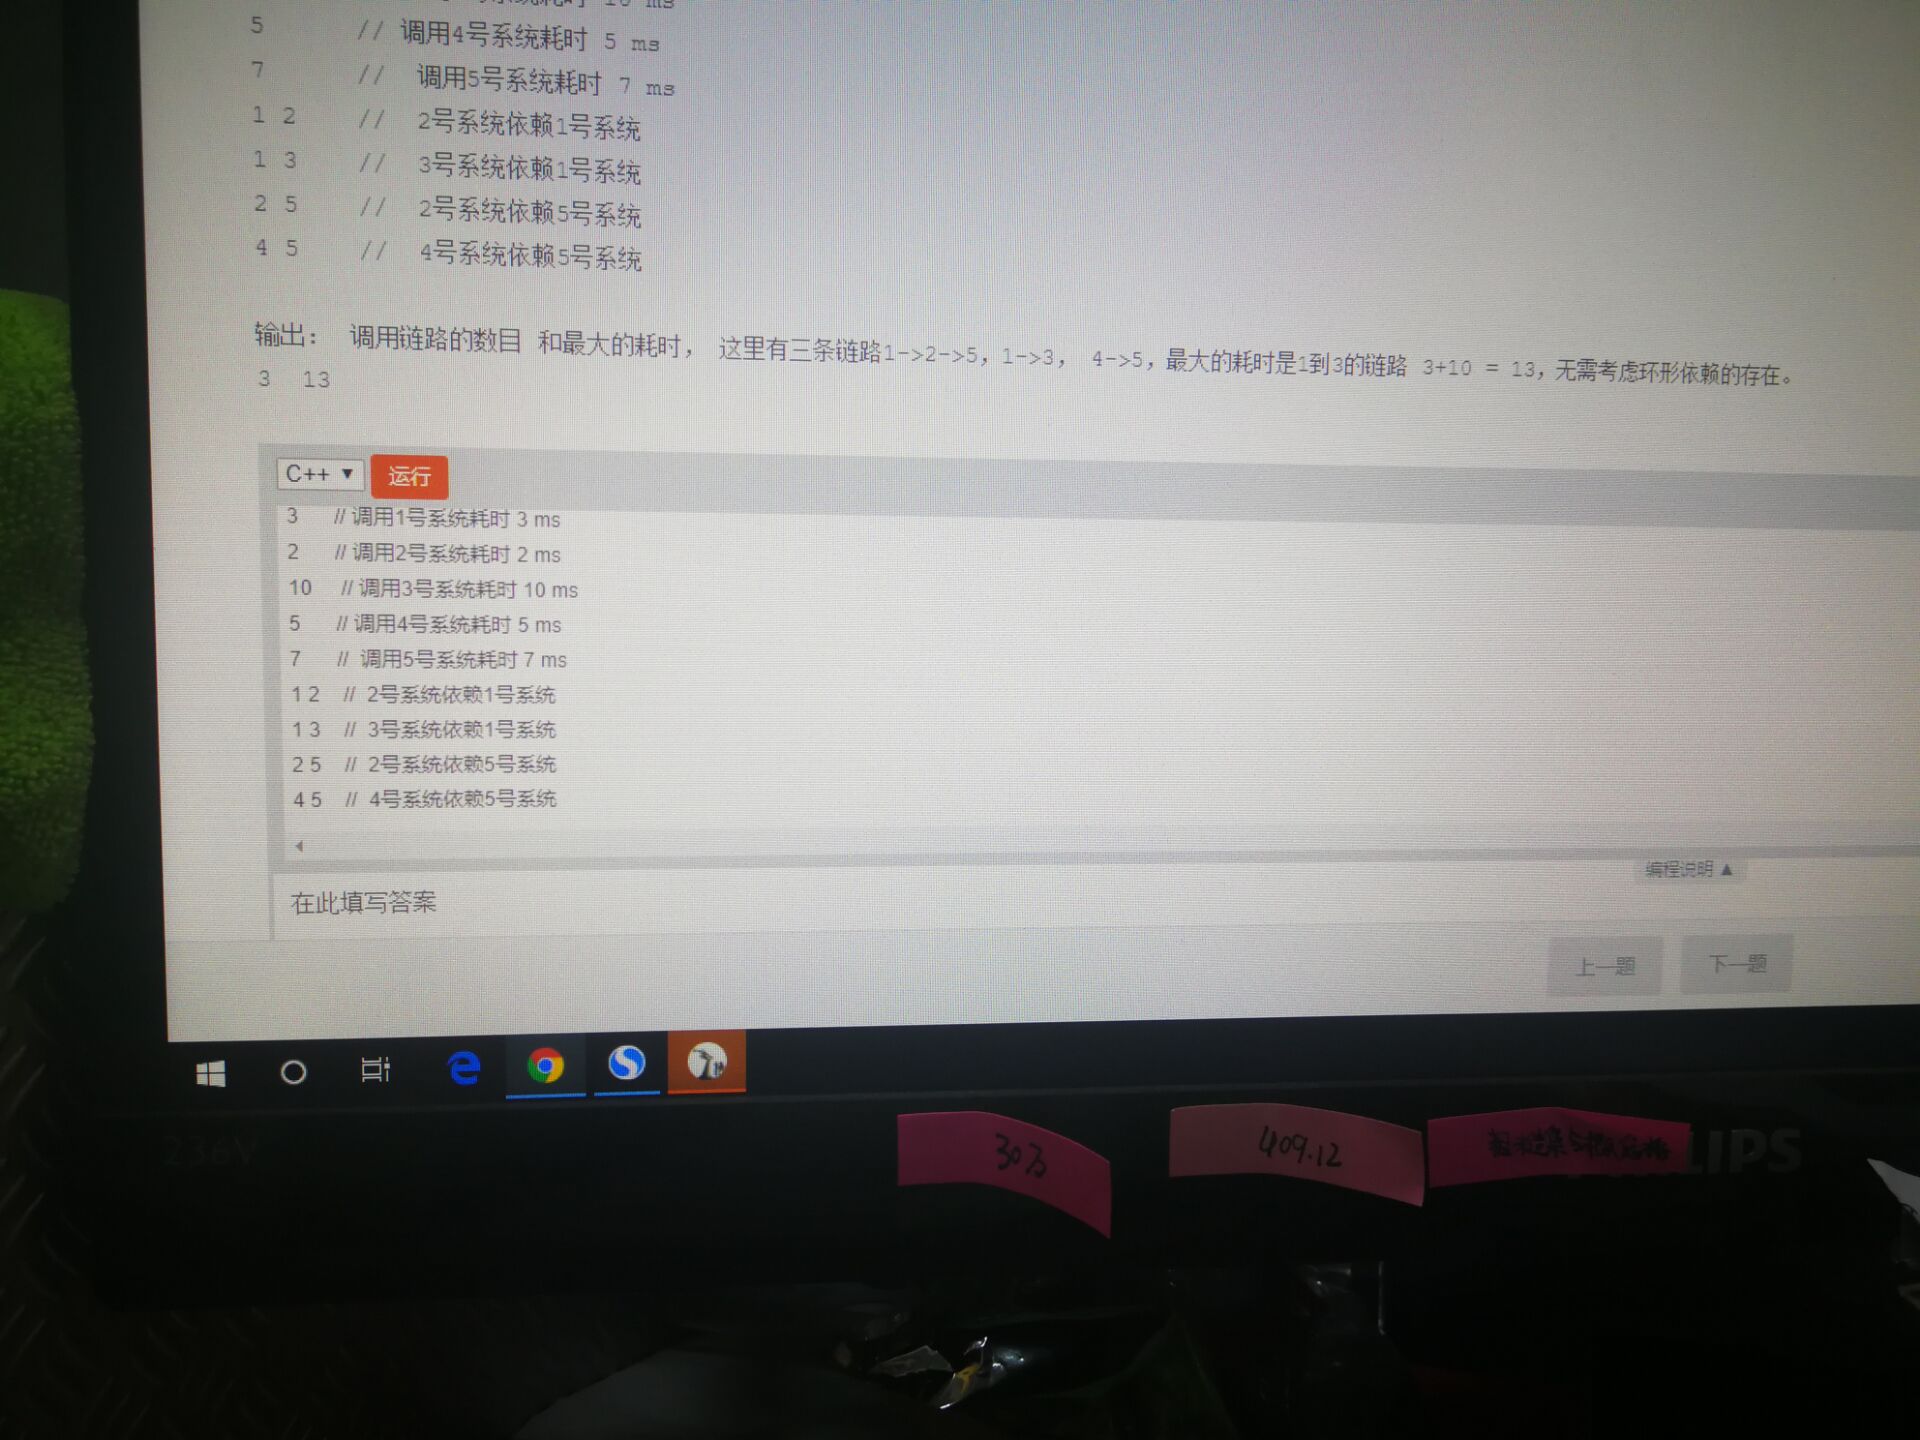 10 ms
5 // 调用4号系统耗时 5 ms
7 // 调用5号系统耗时 7 ms
1 2 // 2号系统依赖1号系统
1 3 // 3号系统依赖1号系统
2 5 // 2号系统依赖5号系统
4 5 // 4号系统依赖5号系统
输出： 调用链路的数目 和最大的耗时， 这里有三条链路1->2->5，1->3， 4->5，最大的耗时是1到3的链路 3+10 = 13，无需考虑环形依赖的存在。
3 13
C++ ▼ 运行
3 // 调用1号系统耗时 3 ms
2 // 调用2号系统耗时 2 ms
10 // 调用3号系统耗时 10 ms
5 // 调用4号系统耗时 5 ms
7 // 调用5号系统耗时 7 ms
1 2 // 2号系统依赖1号系统
1 3 // 3号系统依赖1号系统
2 5 // 2号系统依赖5号系统
4 5 // 4号系统依赖5号系统
编程说明 ▲
在此填写答案
上一题 下一题
236V
30万 409.12
LIPS